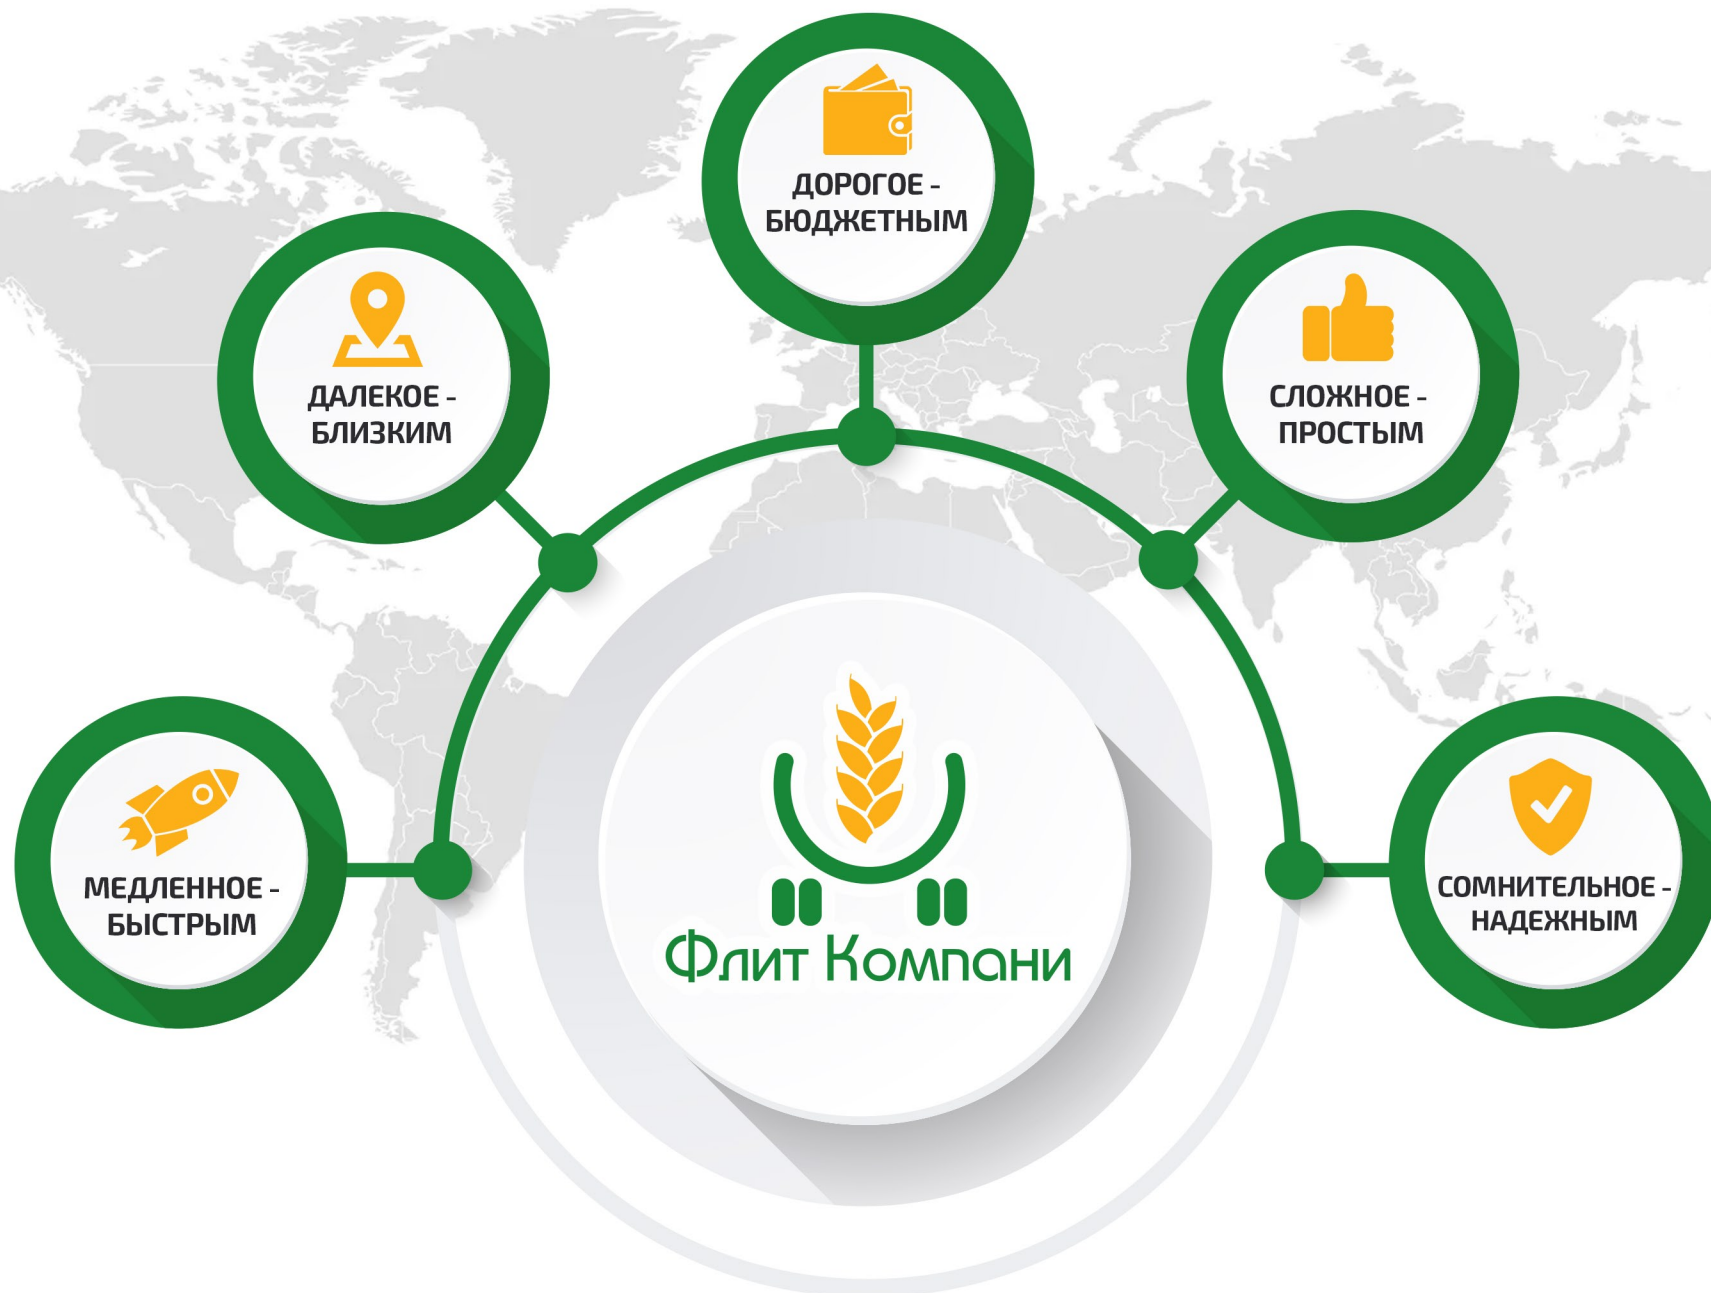 ДОРОГОЕ -
БЮДЖЕТНЫМ
ДАЛЕКОЕ -
БЛИЗКИМ
СЛОЖНОЕ -
ПРОСТЫМ
МЕДЛЕННОЕ -
БЫСТРЫМ
СОМНИТЕЛЬНОЕ -
НАДЕЖНЫМ
Флит Компани